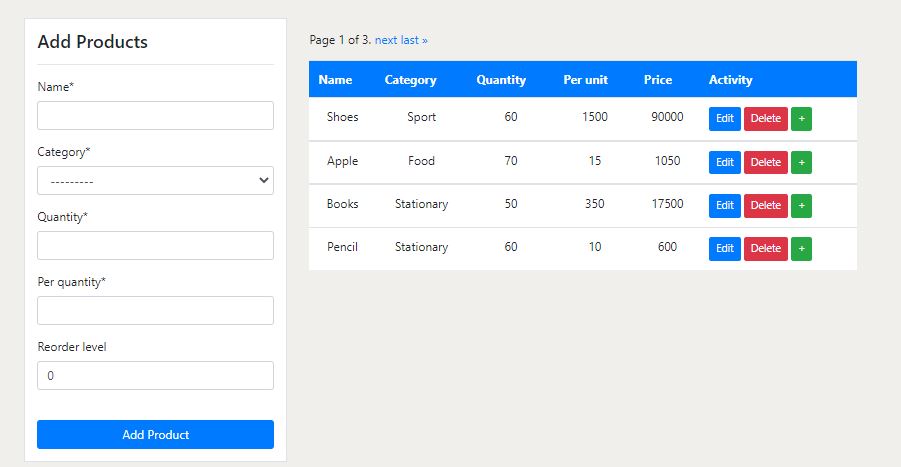 Add Products
Name*
Category*
---------
Quantity*
Per quantity*
Reorder level
0
Add Product
Page 1 of 3. next last »
Name Category Quantity Per unit Price Activity
Shoes Sport 60 1500 90000 Edit Delete +
Apple Food 70 15 1050 Edit Delete +
Books Stationary 50 350 17500 Edit Delete +
Pencil Stationary 60 10 600 Edit Delete +